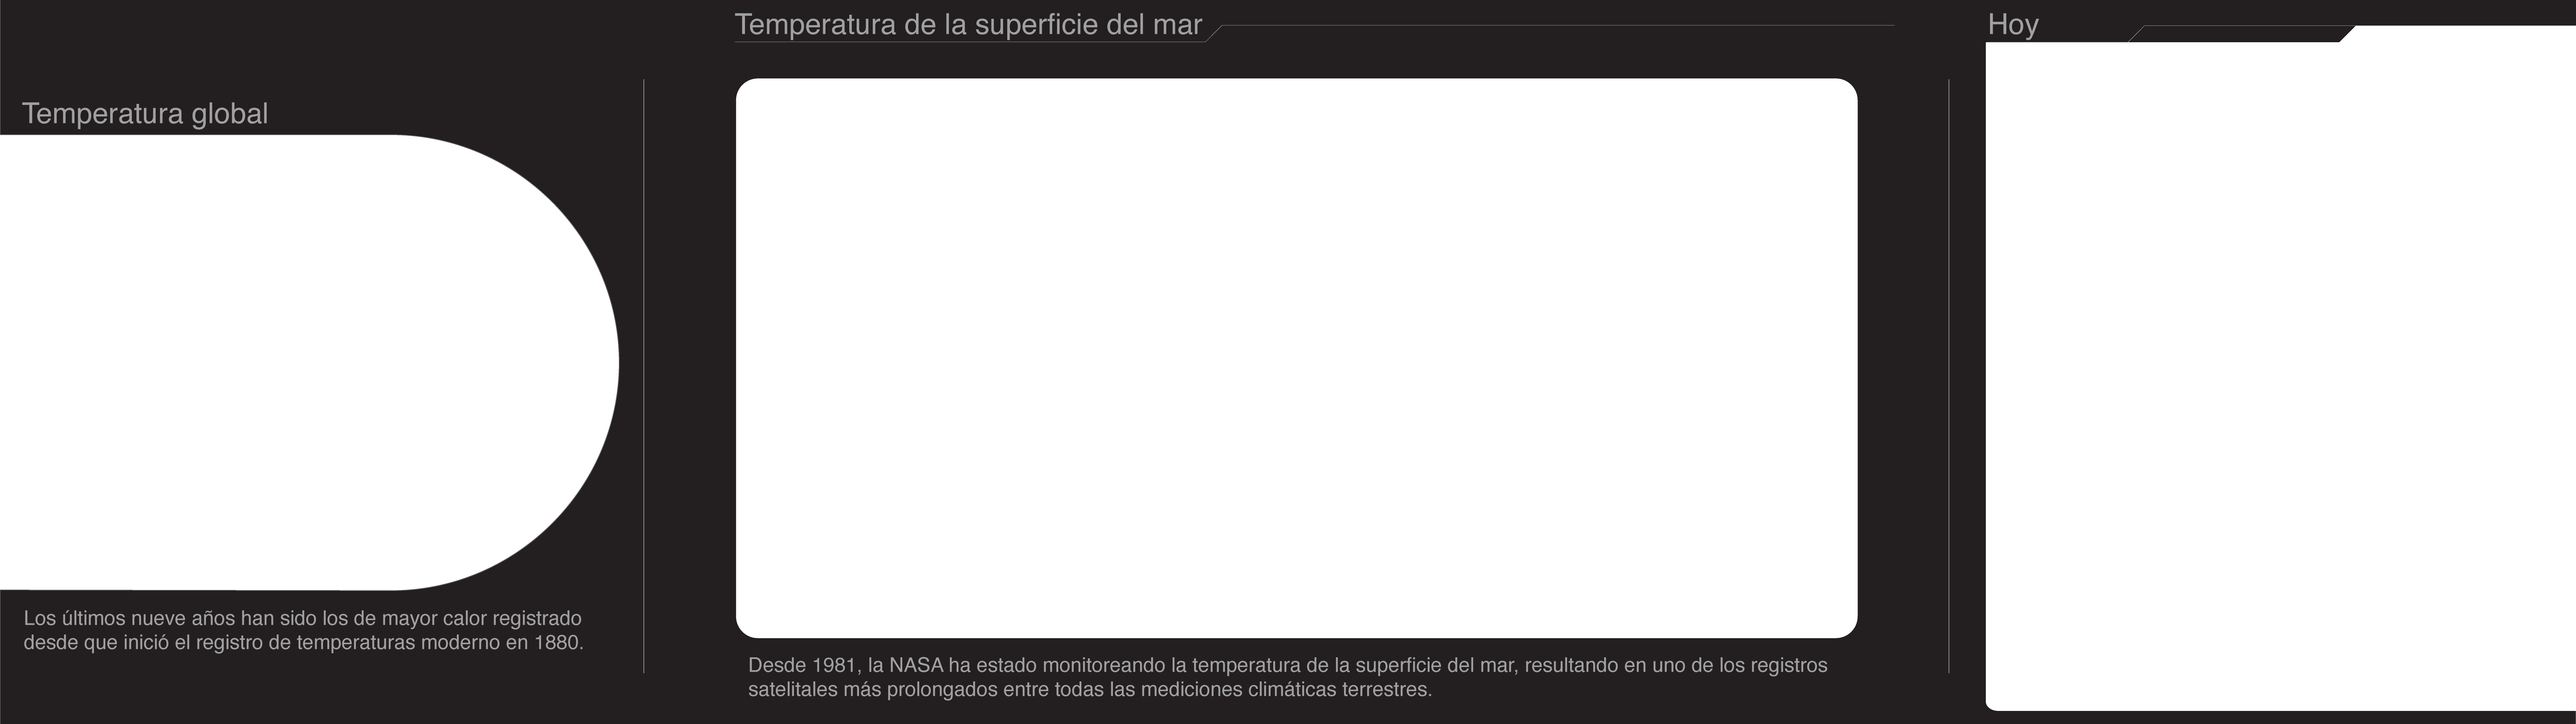 Temperatura global
Los últimos nueve años han sido los de mayor calor registrado
desde que inició el registro de temperaturas moderno en 1880.
Temperatura de la superficie del mar
Desde 1981, la NASA ha estado monitoreando la temperatura de la superficie del mar, resultando en uno de los registros
satelitales más prolongados entre todas las mediciones climáticas terrestres.
Hoy